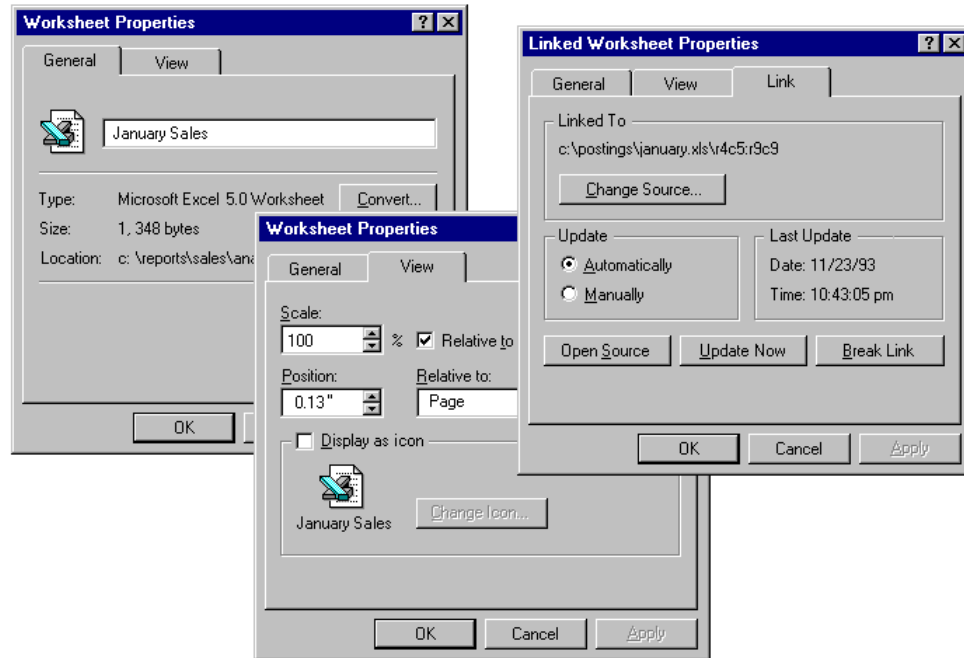 Worksheet Properties
General View
January Sales
Type: Microsoft Excel 5.0 Worksheet Convert...
Size: 1, 348 bytes
Location: c: \reports\sales\ana
OK
Worksheet Properties
General View
Scale:
100 % Relative to
Position: Relative to:
0.13" Page
Display as icon
January Sales Change Icon...
OK Cancel Apply
Linked Worksheet Properties
General View Link
Linked To
c:\postings\january.xls\r4c5:r9c9
Change Source...
Update Last Update
Automatically Date: 11/23/93
Manually Time: 10:43:05 pm
Open Source Update Now Break Link
OK Cancel Apply